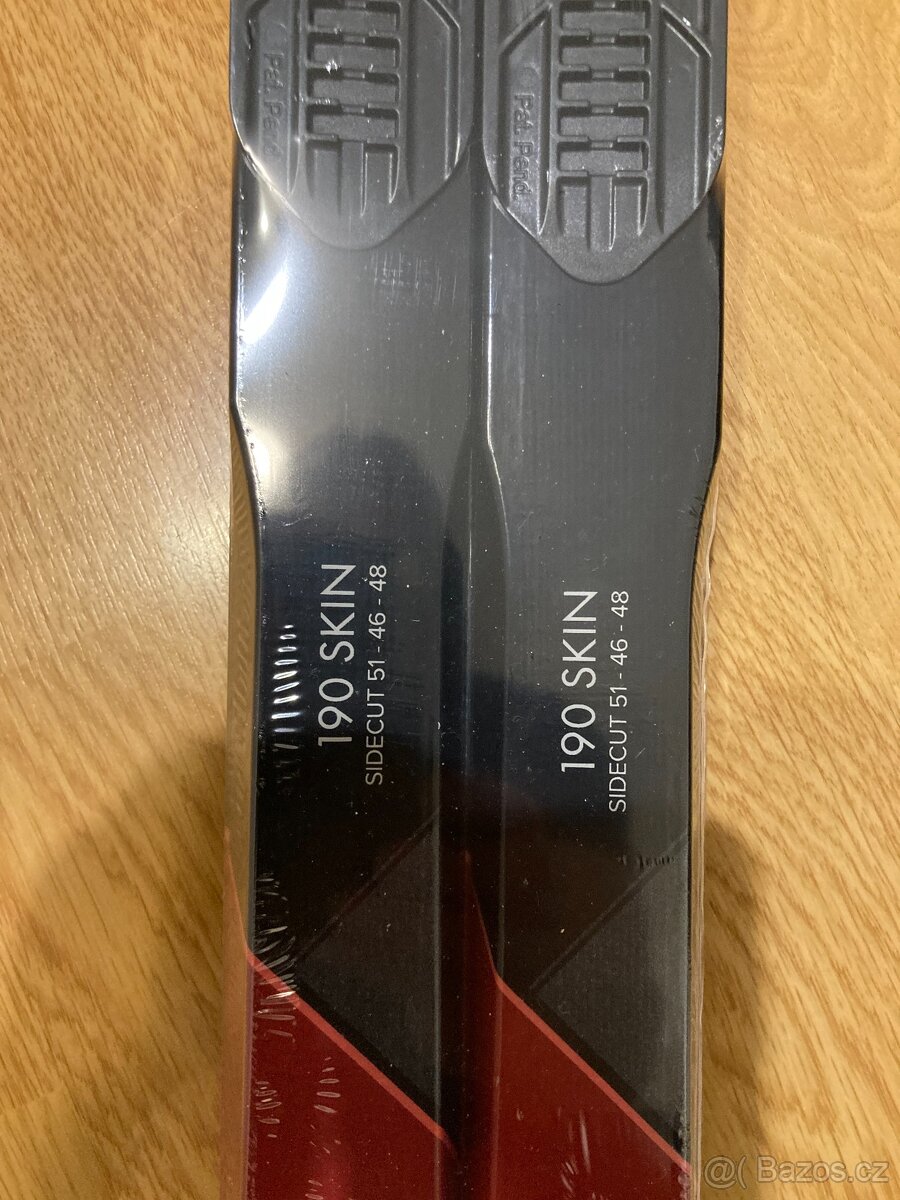 Pat. Pend.
Pat. Pend.
190 SKIN
SIDECUT 51 - 46 - 48
190 SKIN
SIDECUT 51 - 46 - 48
@( Bazos.cz